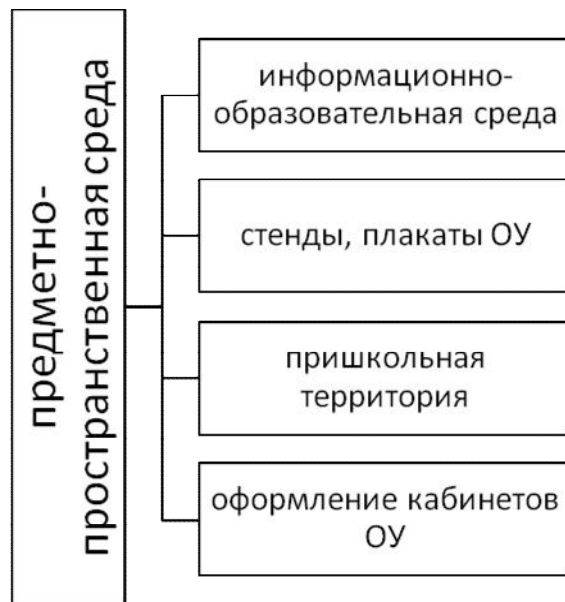 предметно-
пространственная среда
информационно-
образовательная среда
стенды, плакаты ОУ
пришкольная
территория
оформление кабинетов
ОУ